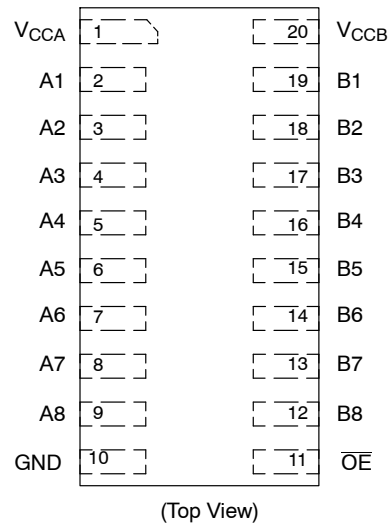 VCCA 1 20 VCCB
A1 2 19 B1
A2 3 18 B2
A3 4 17 B3
A4 5 16 B4
A5 6 15 B5
A6 7 14 B6
A7 8 13 B7
A8 9 12 B8
GND 10 11 O̅E̅
(Top View)